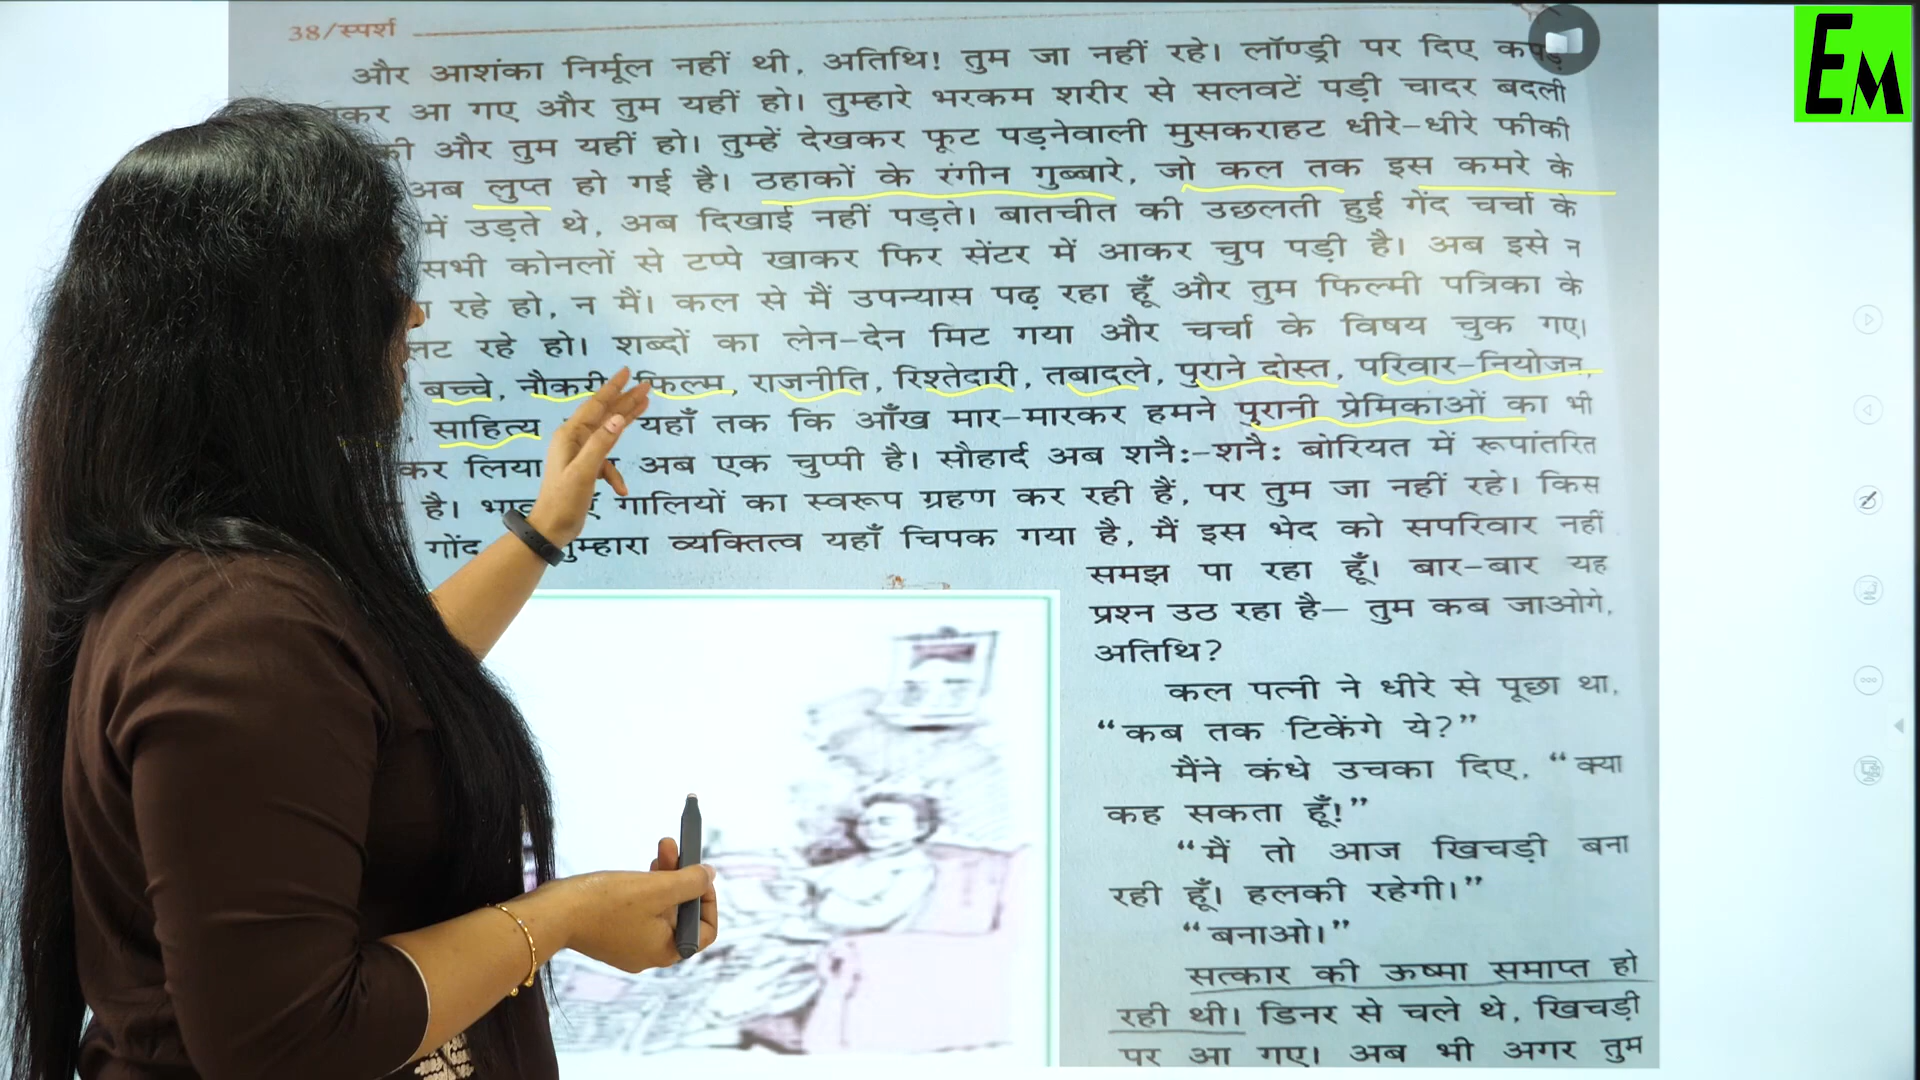 38/स्पर्श
EM
और आशंका निर्मूल नहीं थी, अतिथि! तुम जा नहीं रहे। लॉण्ड्री पर दिए
आ गए और तुम यहीं हो। तुम्हारे भरकम शरीर से सलवटें पड़ी चादर बदली
और तुम यहीं हो। तुम्हें देखकर फूट पड़नेवाली मुसकराहट धीरे-धीरे फीकी
अब लुप्त हो गई है। ठहाकों के रंगीन गुब्बारे, जो कल तक इस कमरे के
में उड़ते थे, अब दिखाई नहीं पड़ते। बातचीत की उछलती हुई गेंद चर्चा के
सभी कोनलों से टप्पे खाकर फिर सेंटर में आकर चुप पड़ी है। अब इसे न
रहे हो, न मैं। कल से मैं उपन्यास पढ़ रहा हूँ और तुम फिल्मी पत्रिका के
रहे हो। शब्दों का लेन-देन मिट गया और चर्चा के विषय चुक गए।
बच्चे, नौकरी, फिल्म, राजनीति, रिश्तेदारी, तबादले, पुराने दोस्त, परिवार-नियोजन,
साहित्य यहाँ तक कि आँख मार-मारकर हमने पुरानी प्रेमिकाओं का भी
कर लिया अब एक चुप्पी है। सौहार्द अब शनैः-शनैः बोरियत में रूपांतरित
है। गालियों का स्वरूप ग्रहण कर रही हैं, पर तुम जा नहीं रहे। किस
गोंद तुम्हारा व्यक्तित्व यहाँ चिपक गया है, मैं इस भेद को सपरिवार नहीं
समझ पा रहा हूँ। बार-बार यह
प्रश्न उठ रहा है— तुम कब जाओगे,
अतिथि?
कल पत्नी ने धीरे से पूछा था,
“कब तक टिकेंगे ये?”
मैंने कंधे उचका दिए, “क्या
कह सकता हूँ!”
“मैं तो आज खिचड़ी बना
रही हूँ। हलकी रहेगी।”
“बनाओ।”
सत्कार की ऊष्मा समाप्त हो
रही थी। डिनर से चले थे, खिचड़ी
पर आ गए। अब भी अगर तुम